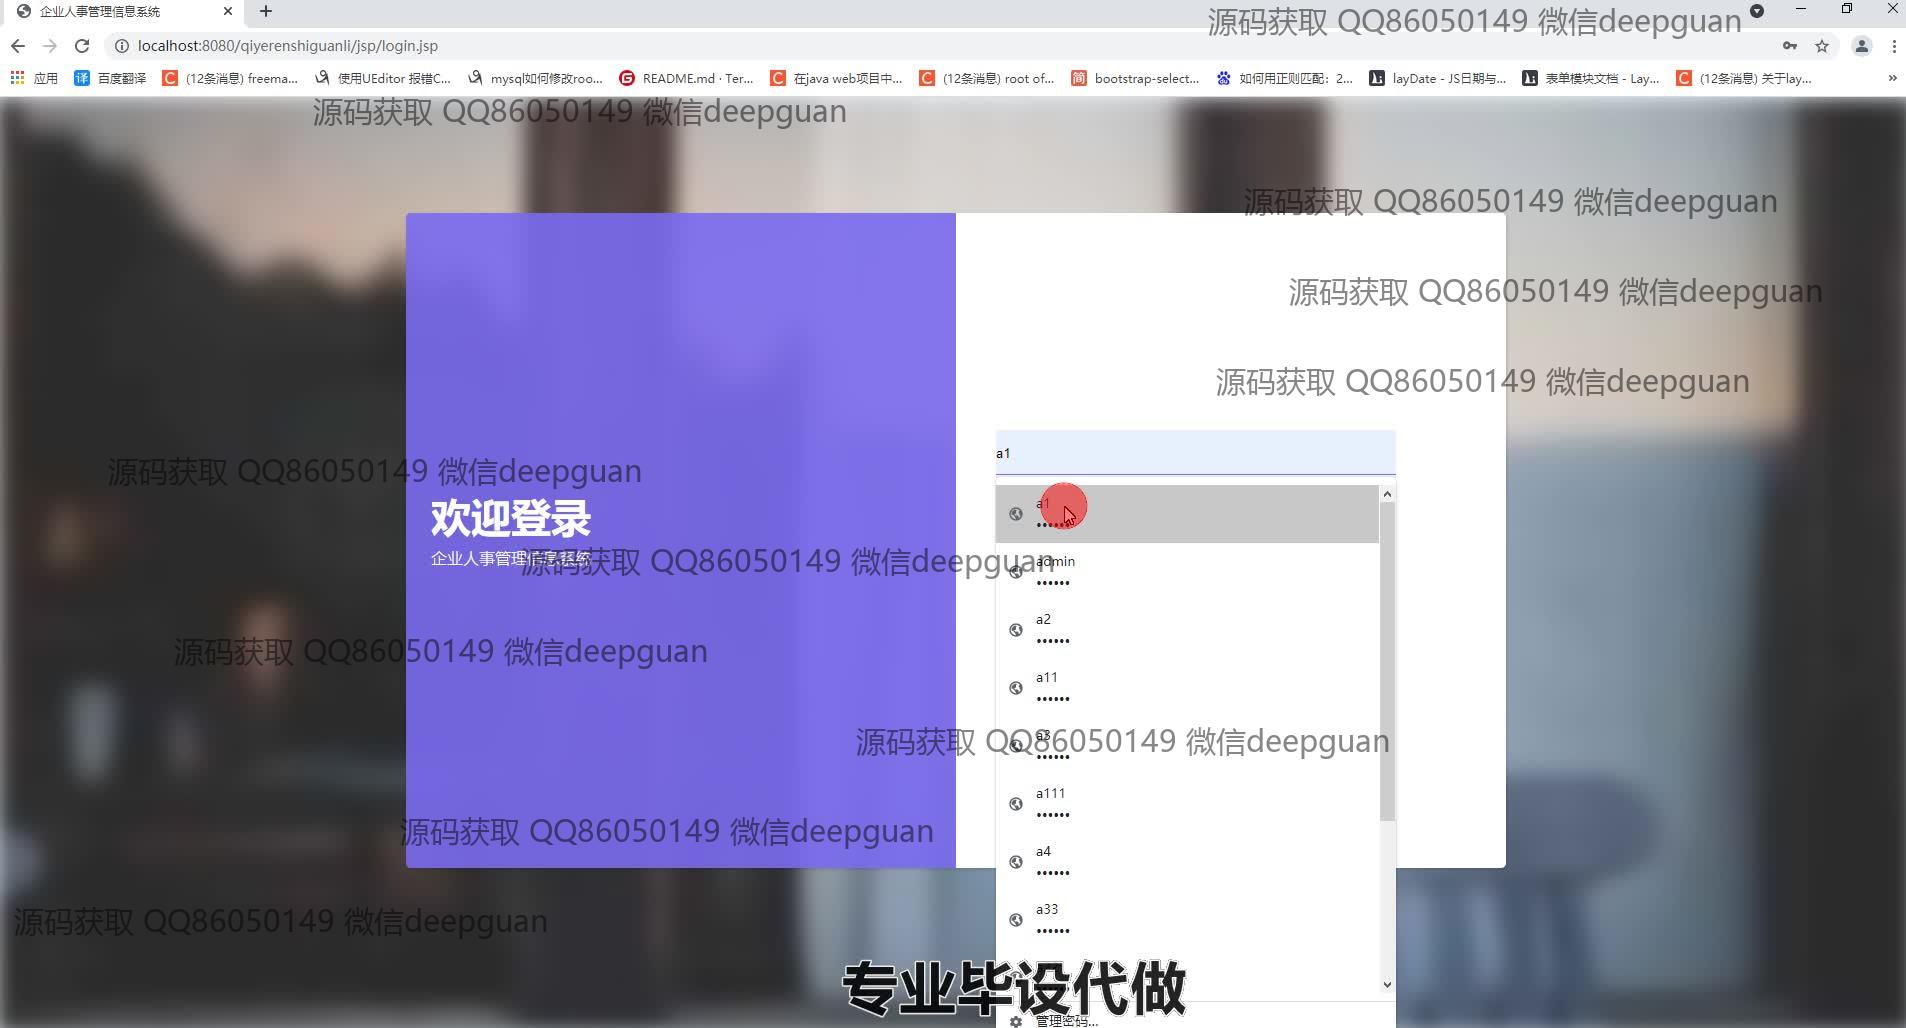 企业人事管理信息系统
源码获取 QQ86050149 微信deepguan
localhost:8080/qiyerenshiguanli/jsp/login.jsp
应用 百度翻译 (12条消息) freema... 使用UEditor 报错C... mysql如何修改roo... README.md · Ter... 在java web项目中... (12条消息) root of... bootstrap-select... 如何用正则匹配：2... layDate - JS日期与... 表单模块文档 - Lay... (12条消息) 关于lay... »
源码获取 QQ86050149 微信deepguan
源码获取 QQ86050149 微信deepguan
源码获取 QQ86050149 微信deepguan
源码获取 QQ86050149 微信deepguan
a1
源码获取 QQ86050149 微信deepguan
a1
••••••
欢迎登录
企业人事管理信息系统
源码获取 QQ86050149 微信deepguan
admin
••••••
a2
••••••
源码获取 QQ86050149 微信deepguan
a11
••••••
a3
••••••
源码获取 QQ86050149 微信deepguan
a111
••••••
源码获取 QQ86050149 微信deepguan
a4
••••••
a33
••••••
源码获取 QQ86050149 微信deepguan
专业毕设代做
管理密码...